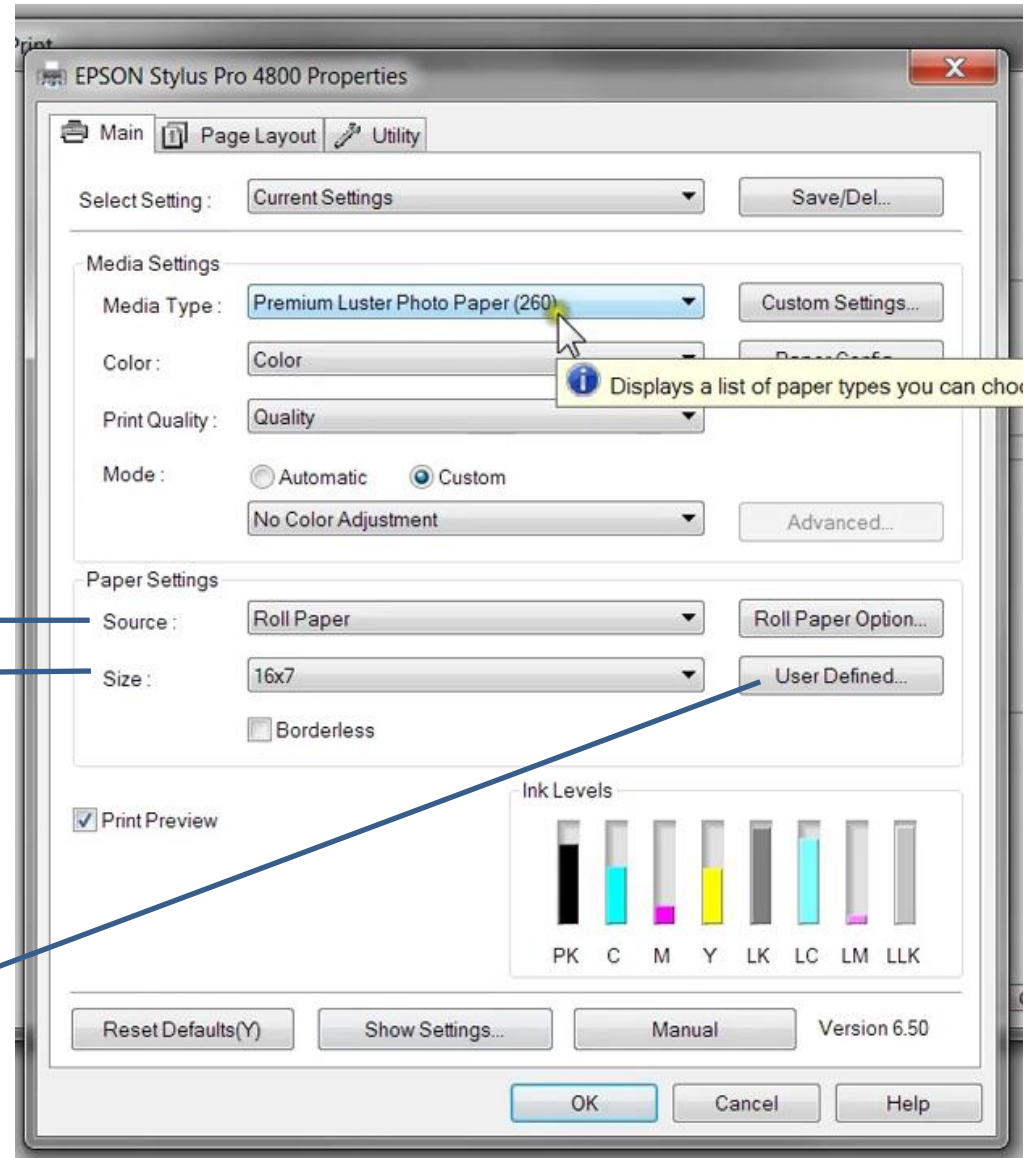 Print
EPSON Stylus Pro 4800 Properties
X
Main Page Layout Utility
Select Setting : Current Settings Save/Del...
Media Settings
Media Type : Premium Luster Photo Paper (260) Custom Settings...
Color : Color
Displays a list of paper types you can
Print Quality : Quality
Mode : Automatic Custom
No Color Adjustment Advanced...
Paper Settings
Source : Roll Paper Roll Paper Option...
Size : 16x7 User Defined...
Borderless
Print Preview
Ink Levels
PK C M Y LK LC LM LLK
Reset Defaults(Y) Show Settings... Manual Version 6.50
OK Cancel Help